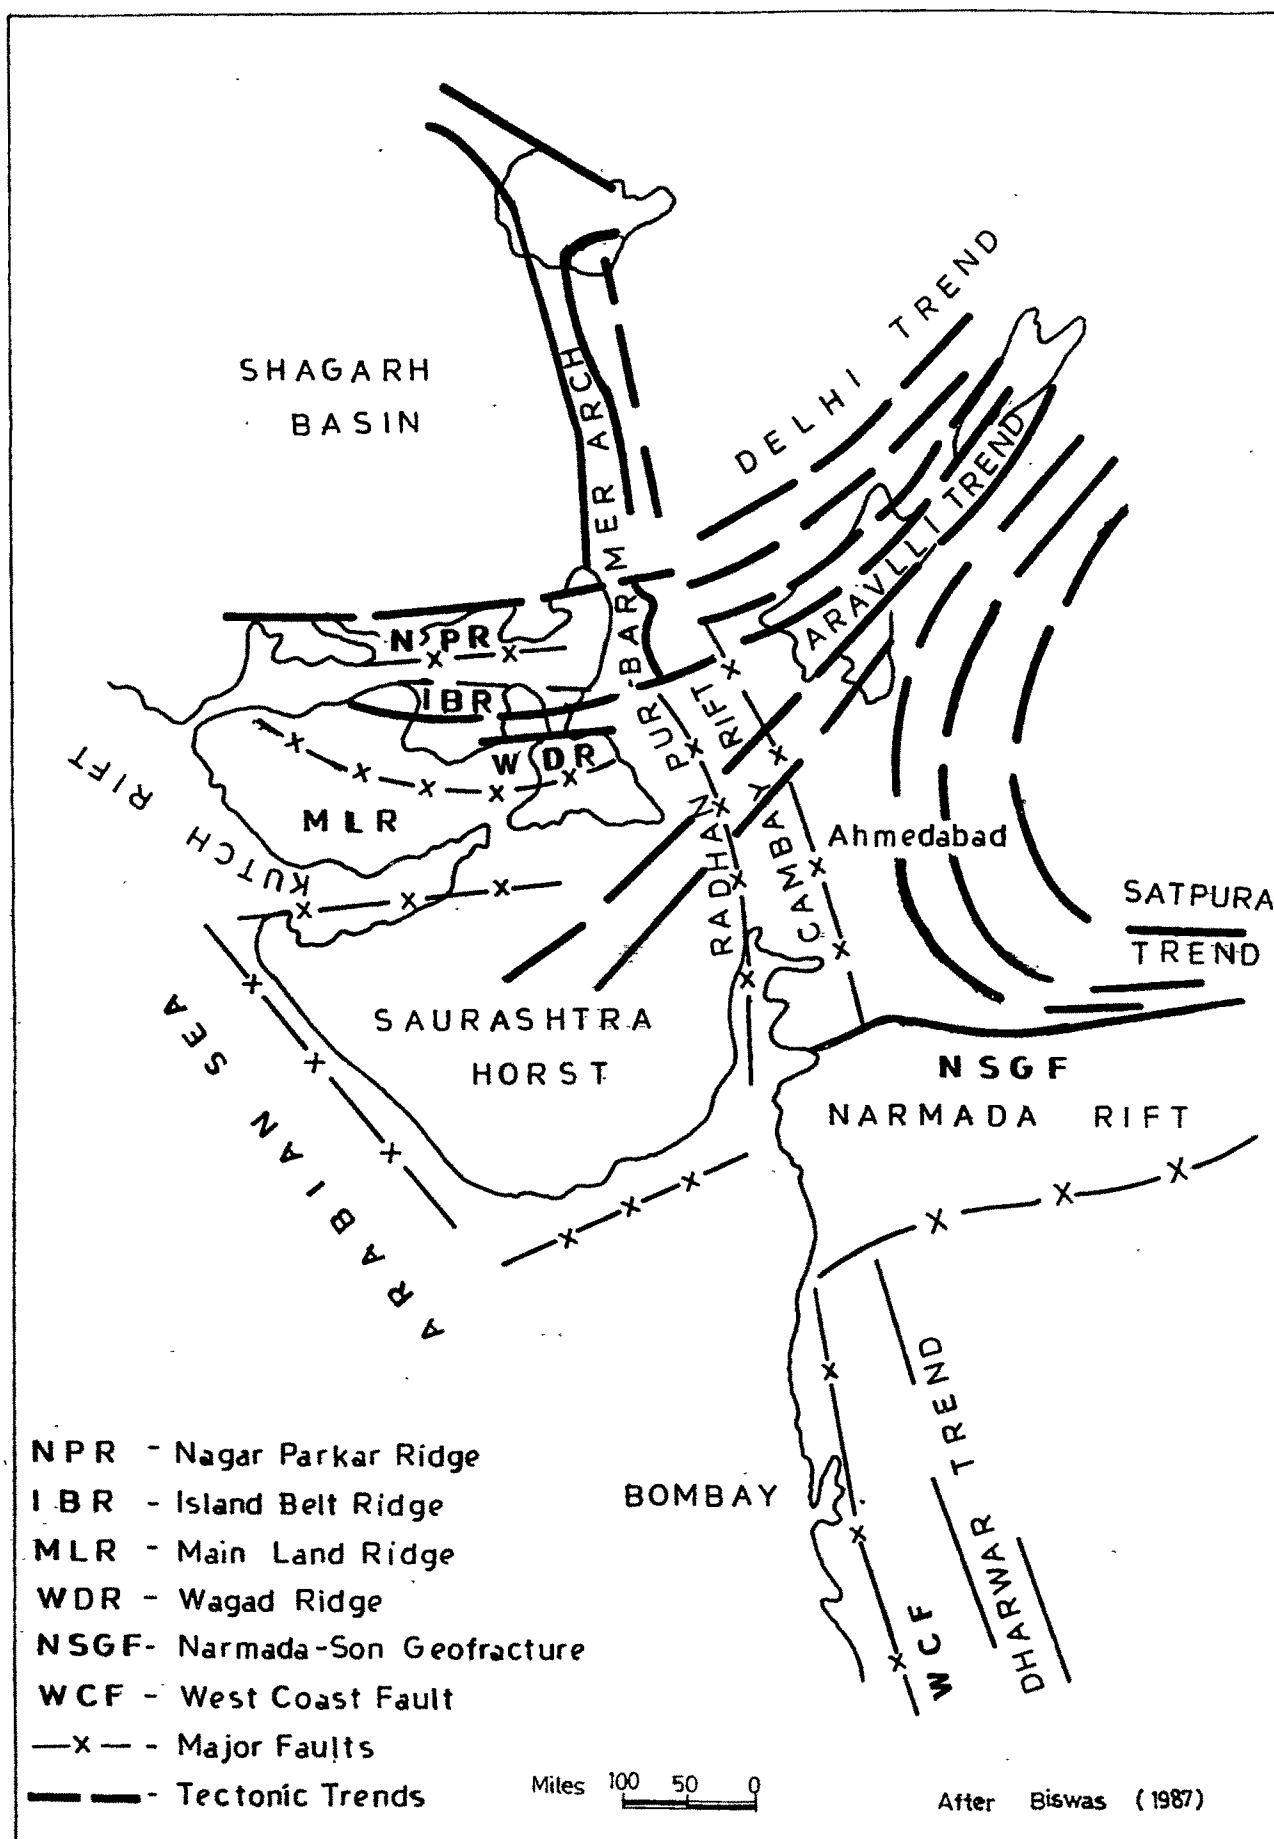 SHAGARH
BASIN
DELHI TREND
ARAVLLI TREND
BARMER ARCH
NPR
IBR
WDR
MLR
KUTCH RIFT
RADHANPUR-
CAMBAY RIFT
Ahmedabad
SATPURA
TREND
SAURASHTRA
HORST
NSGF
NARMADA RIFT
ARABIAN SEA
DHARWAR TREND
BOMBAY
WCF
NPR - Nagar Parkar Ridge
IBR - Island Belt Ridge
MLR - Main Land Ridge
WDR - Wagad Ridge
NSGF- Narmada-Son Geofracture
WCF - West Coast Fault
—x— - Major Faults
- Tectonic Trends
Miles 100 50 0
After Biswas (1987)